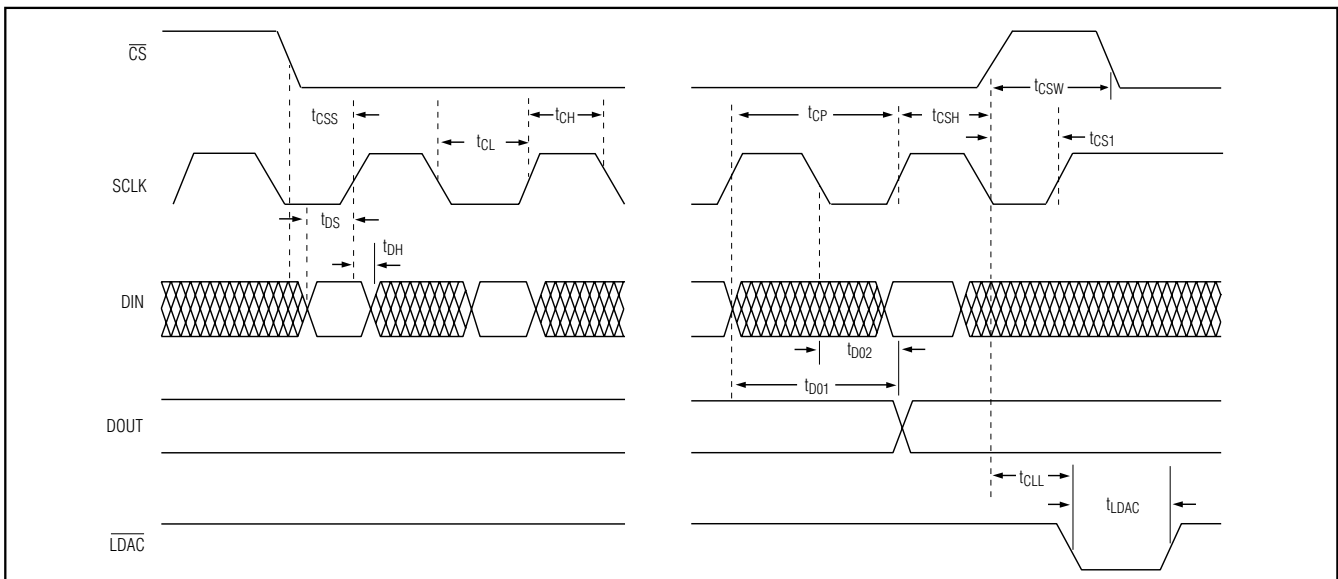 CS
tCSW
tCSS
tCH
tCP
tCSH
tCL
tCS1
SCLK
tDS
tDH
DIN
tD02
tD01
DOUT
tCLL
tLDAC
LDAC